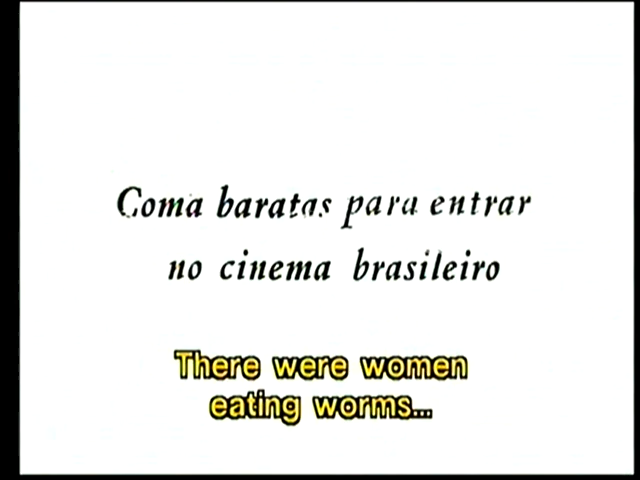 Coma baratas para entrar
no cinema brasileiro
There were women
eating worms...